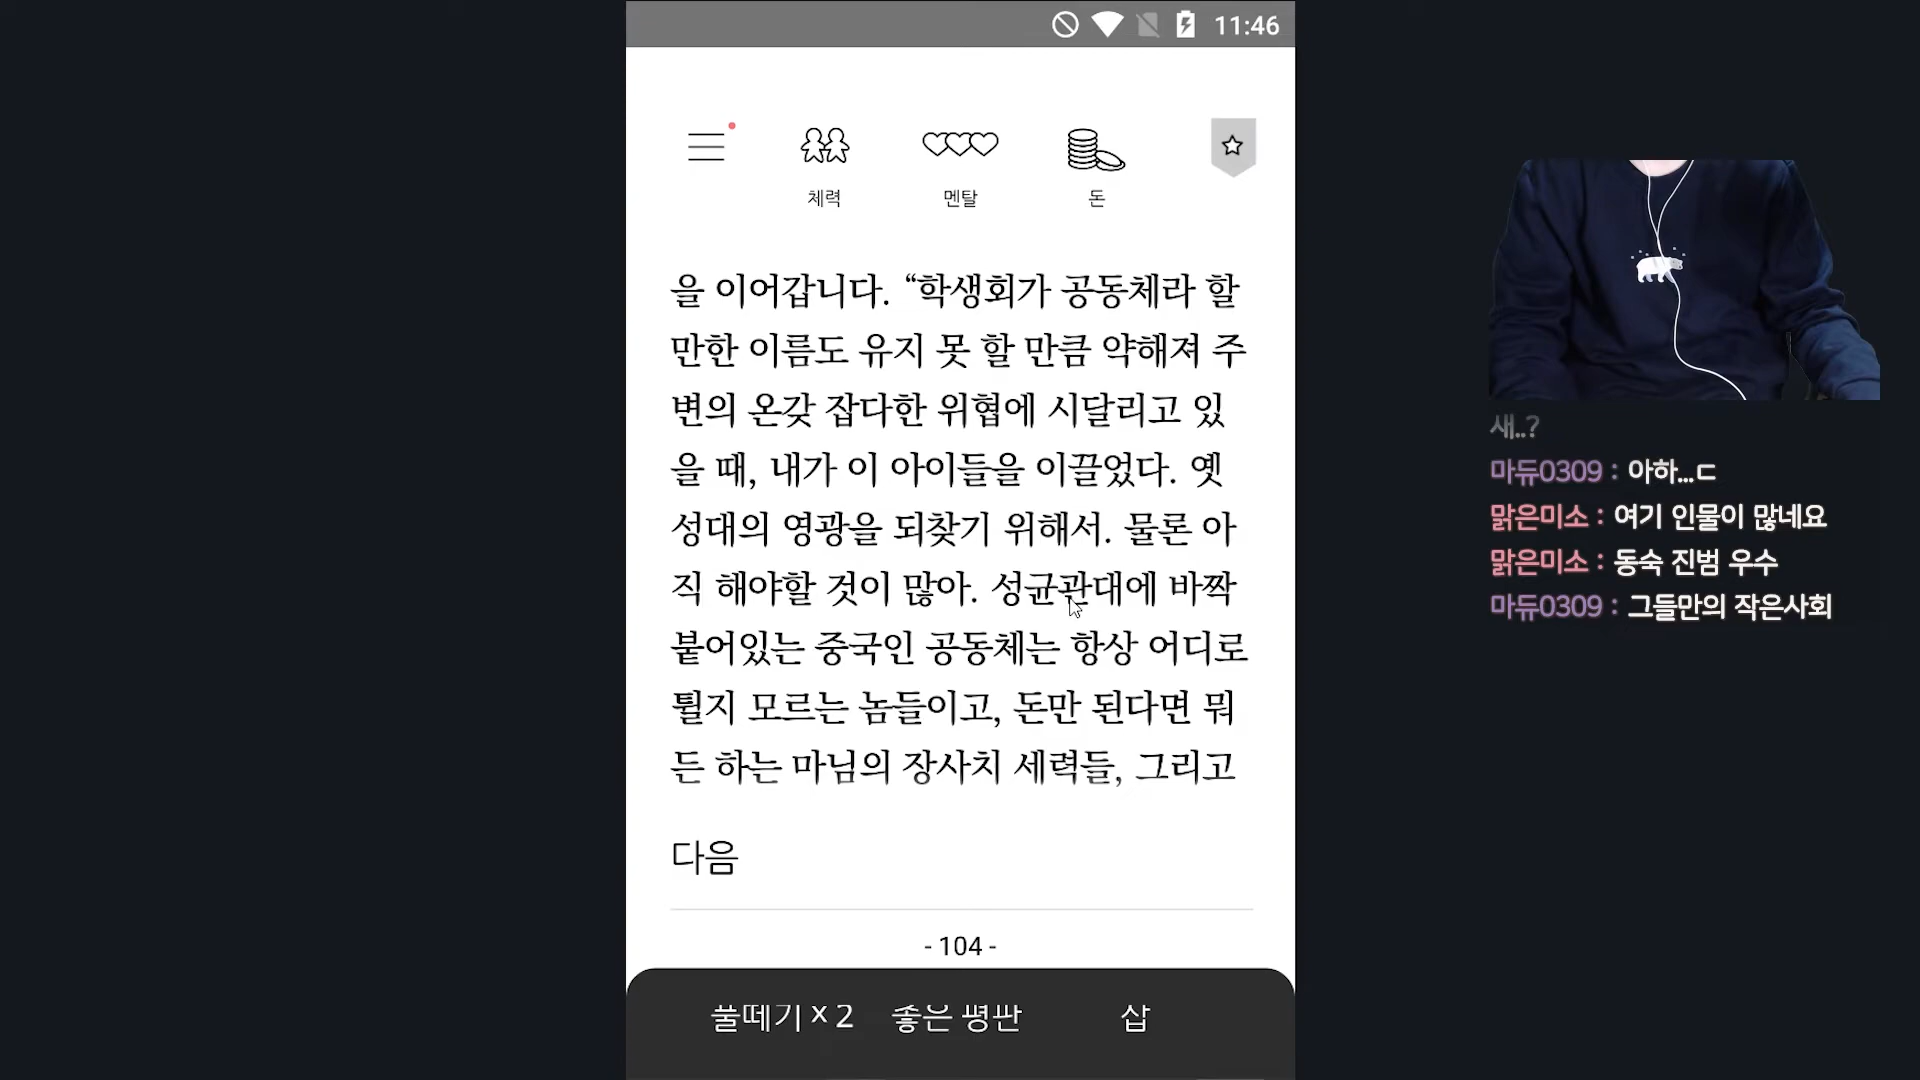 11:46
체력
멘탈
돈
을 이어갑니다. “학생회가 공동체라 할
만한 이름도 유지 못 할 만큼 약해져 주
변의 온갖 잡다한 위협에 시달리고 있
을 때, 내가 이 아이들을 이끌었다. 옛
성대의 영광을 되찾기 위해서. 물론 아
직 해야할 것이 많아. 성균관대에 바짝
붙어있는 중국인 공동체는 항상 어디로
튈지 모르는 놈들이고, 돈만 된다면 뭐
든 하는 마님의 장사치 세력들, 그리고
다음
- 104 -
풀떼기 x 2 좋은 평판 삽
새..?
마듀0309 : 아하...ㄷ
맑은미소 : 여기 인물이 많네요
맑은미소 : 동숙 진범 우수
마듀0309 : 그들만의 작은사회